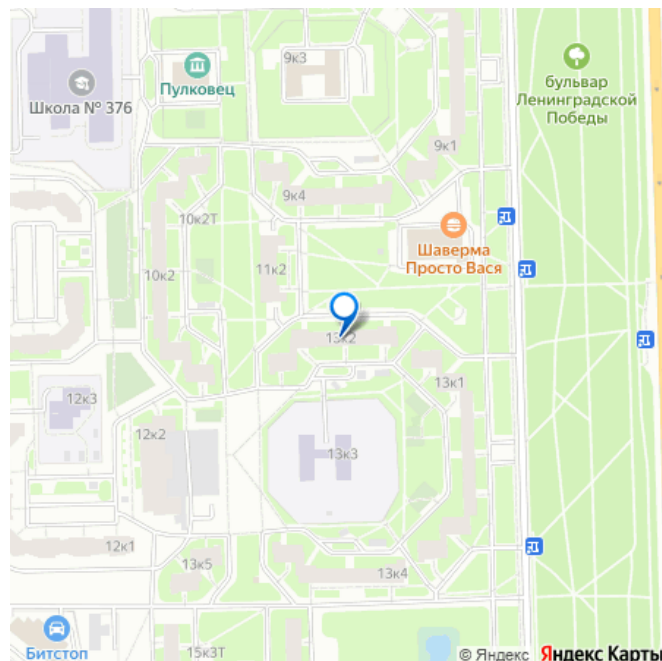 9к3
Пулковец
Школа № 376
бульвар
Ленинградской
Победы
9к1
9к4
10к2Т
Шаверма
Просто Вася
11к2
10к2
13к2
13к1
12к3
12к2
13к3
12к1
13к5
13к4
Битстоп
15к3Т
© Яндекс Яндекс Карты